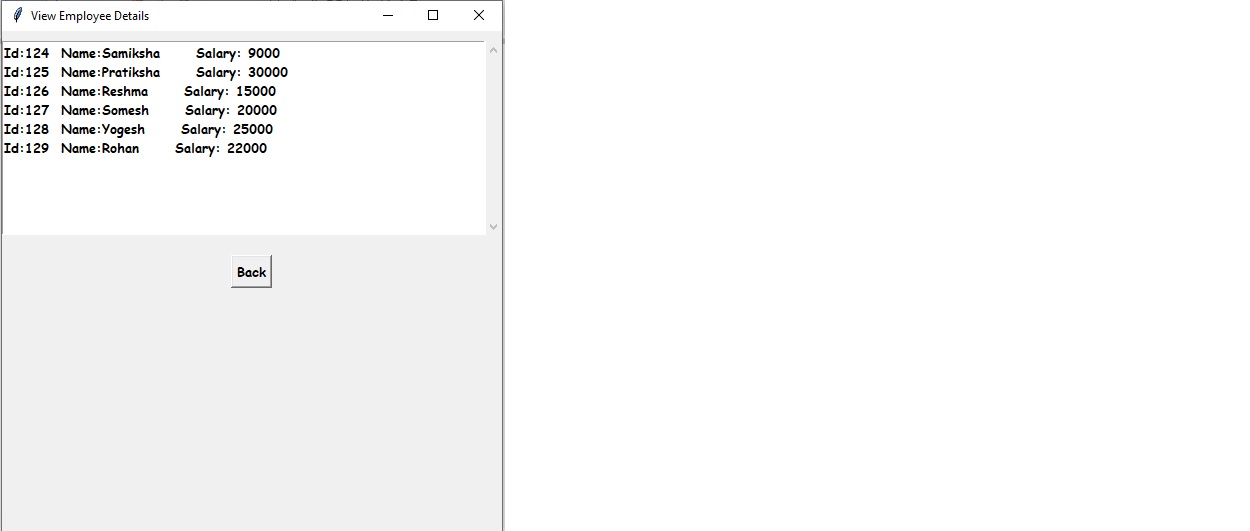 View Employee Details
Id:124 Name:Samiksha Salary: 9000
Id:125 Name:Pratiksha Salary: 30000
Id:126 Name:Reshma Salary: 15000
Id:127 Name:Somesh Salary: 20000
Id:128 Name:Yogesh Salary: 25000
Id:129 Name:Rohan Salary: 22000
Back